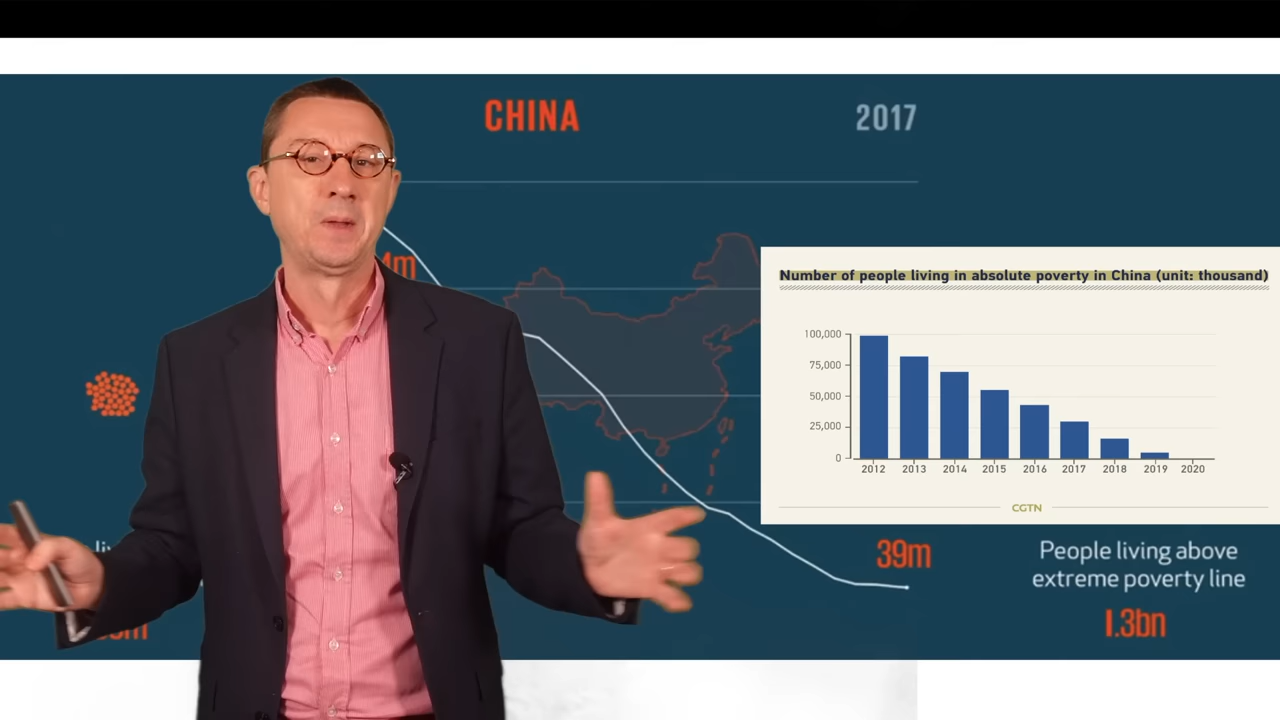 CHINA
2017
Number of people living in absolute poverty in China (unit: thousand)
100,000
75,000
50,000
25,000
0
2012 2013 2014 2015 2016 2017 2018 2019 2020
CGTN
39m
People living above
extreme poverty line
1.3bn